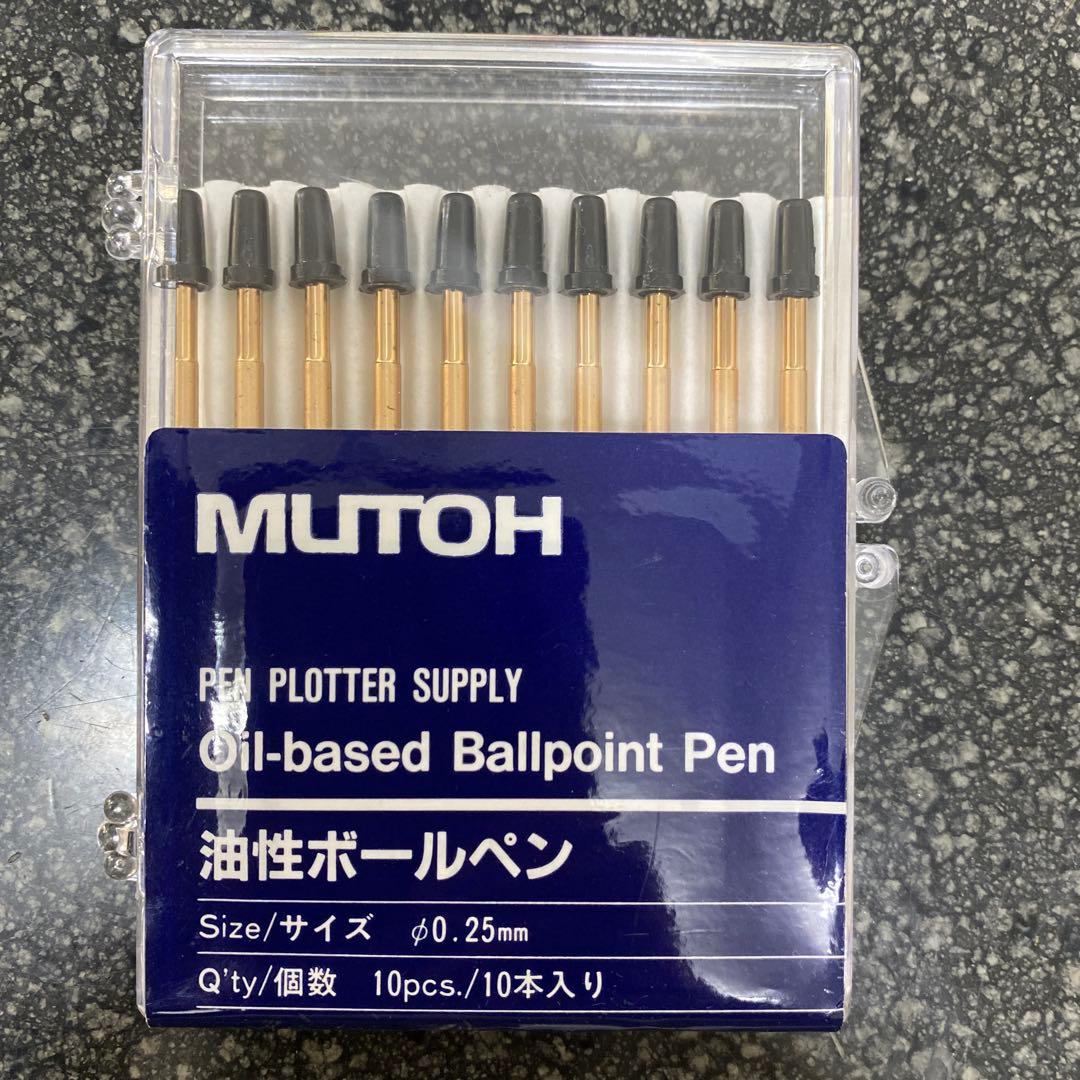 MUTOH
PEN PLOTTER SUPPLY
Oil-based Ballpoint Pen
油性ボールペン
Size/サイズ φ0.25mm
Q'ty/個数 10pcs./10本入り